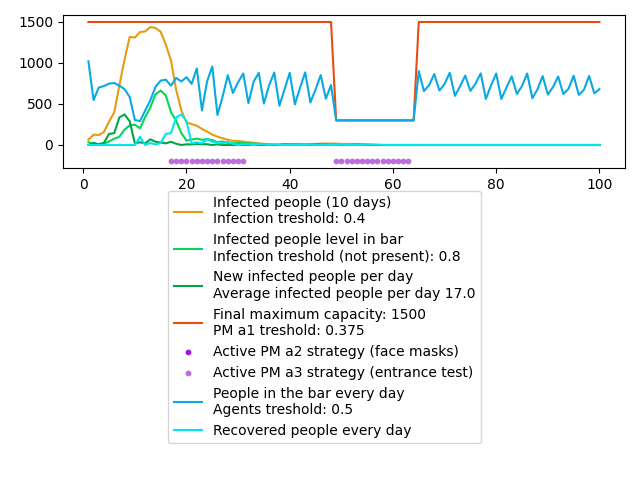 1500
1000
500
0
0
20
40
60
80
100
Infected people (10 days)
Infection treshold: 0.4
Infected people level in bar
Infection treshold (not present): 0.8
New infected people per day
Average infected people per day 17.0
Final maximum capacity: 1500
PM a1 treshold: 0.375
Active PM a2 strategy (face masks)
Active PM a3 strategy (entrance test)
People in the bar every day
Agents treshold: 0.5
Recovered people every day